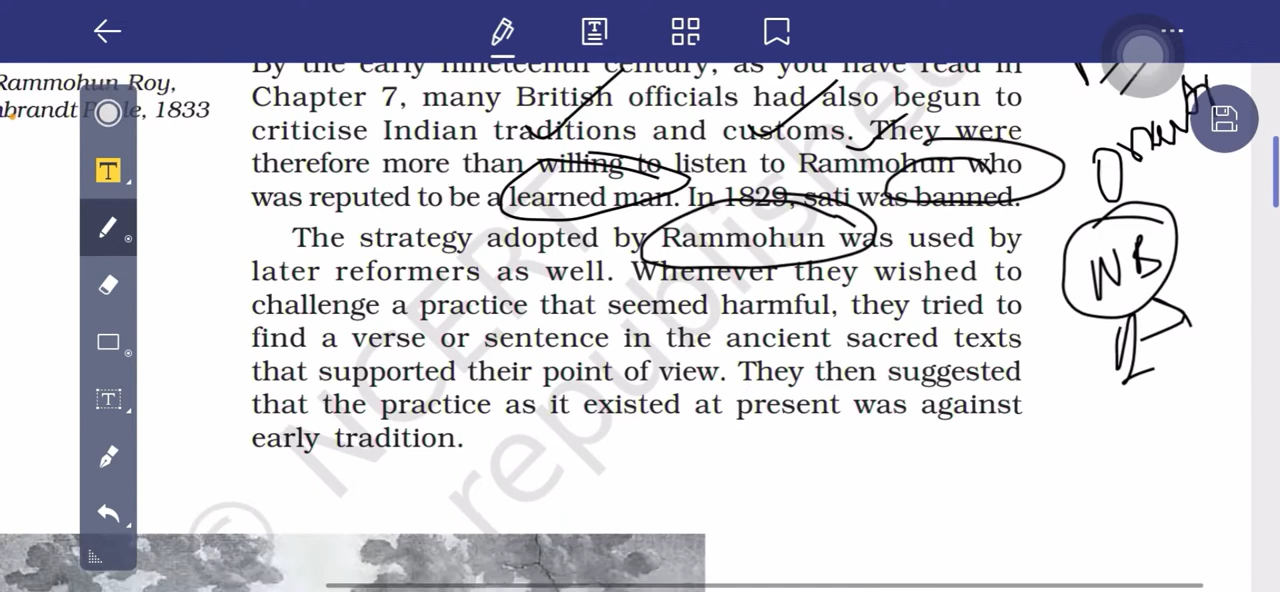 Rammohun Roy,
brandt Peale, 1833
By the early nineteenth century, as you have read in
Chapter 7, many British officials had also begun to
criticise Indian traditions and customs. They were
therefore more than willing to listen to Rammohun who
was reputed to be a learned man. In 1829, sati was banned.
The strategy adopted by Rammohun was used by
later reformers as well. Whenever they wished to
challenge a practice that seemed harmful, they tried to
find a verse or sentence in the ancient sacred texts
that supported their point of view. They then suggested
that the practice as it existed at present was against
early tradition.
WB
© NCERT
republished